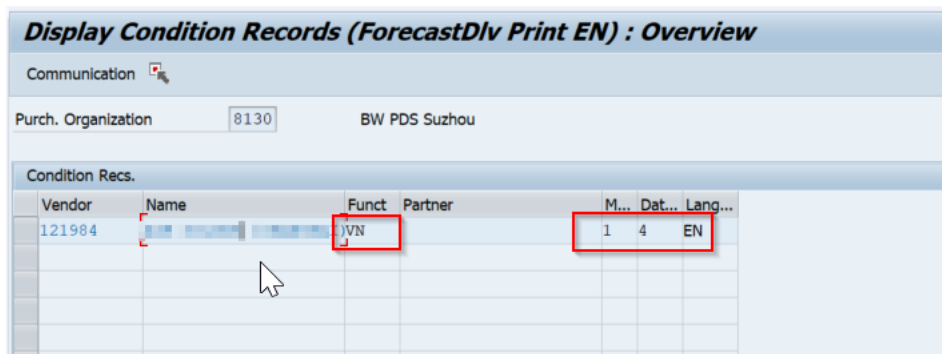 Display Condition Records (ForecastDlv Print EN) : Overview
Communication
Purch. Organization 8130 BW PDS Suzhou
Condition Recs.
Vendor Name Funct Partner M... Dat... Lang...
121984 VN 1 4 EN